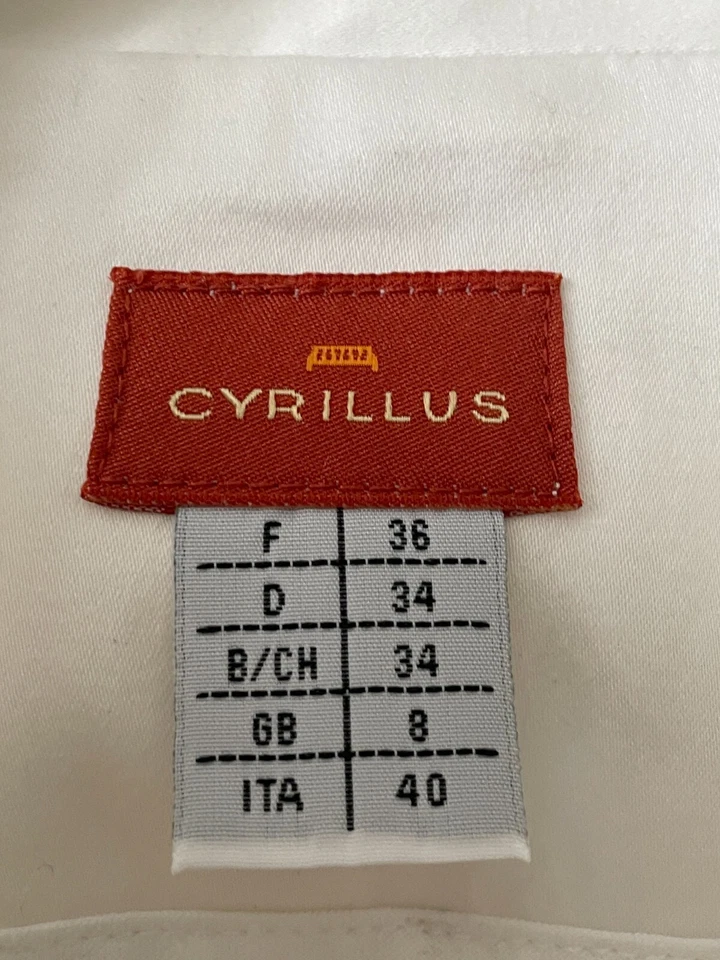 CYRILLUS
F 36
D 34
B/CH 34
GB 8
ITA 40